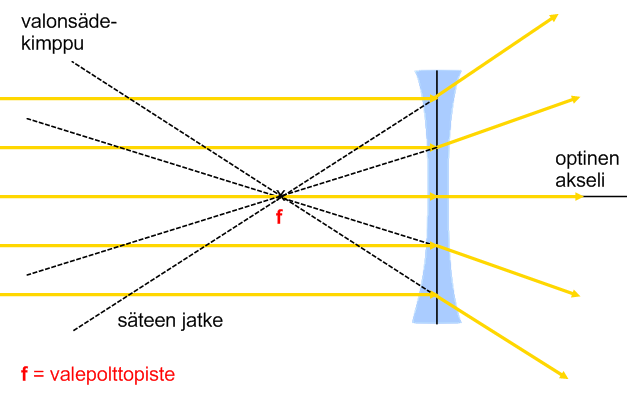 valonsäde-
kimppu
optinen
akseli
f
säteen jatke
f = valepolttopiste